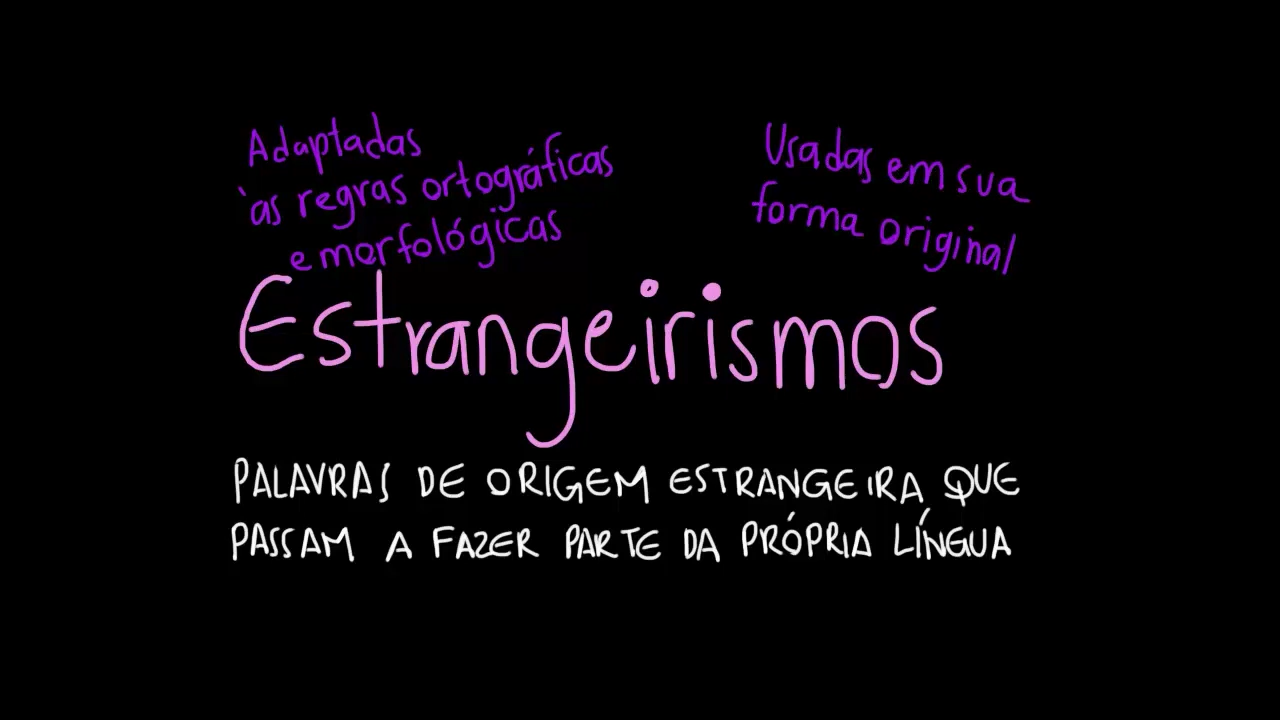 Adaptadas
às regras ortográficas
e morfológicas
Usadas em sua
forma original
Estrangeirismos
PALAVRAS DE ORIGEM ESTRANGEIRA QUE
PASSAM A FAZER PARTE DA PRÓPRIA LÍNGUA